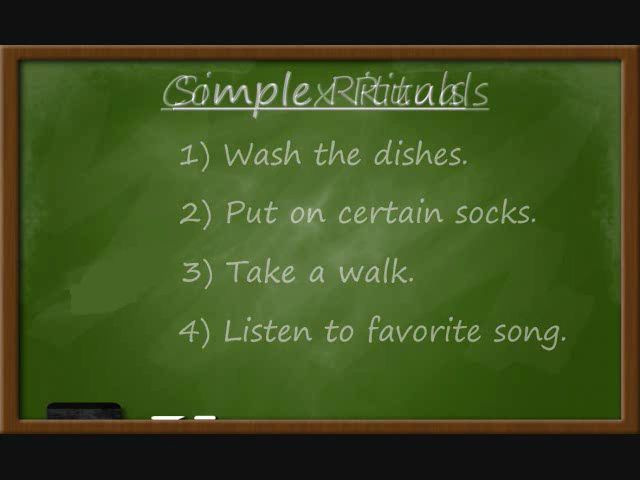 Simple Rituals
1) Wash the dishes.
2) Put on certain socks.
3) Take a walk.
4) Listen to favorite song.